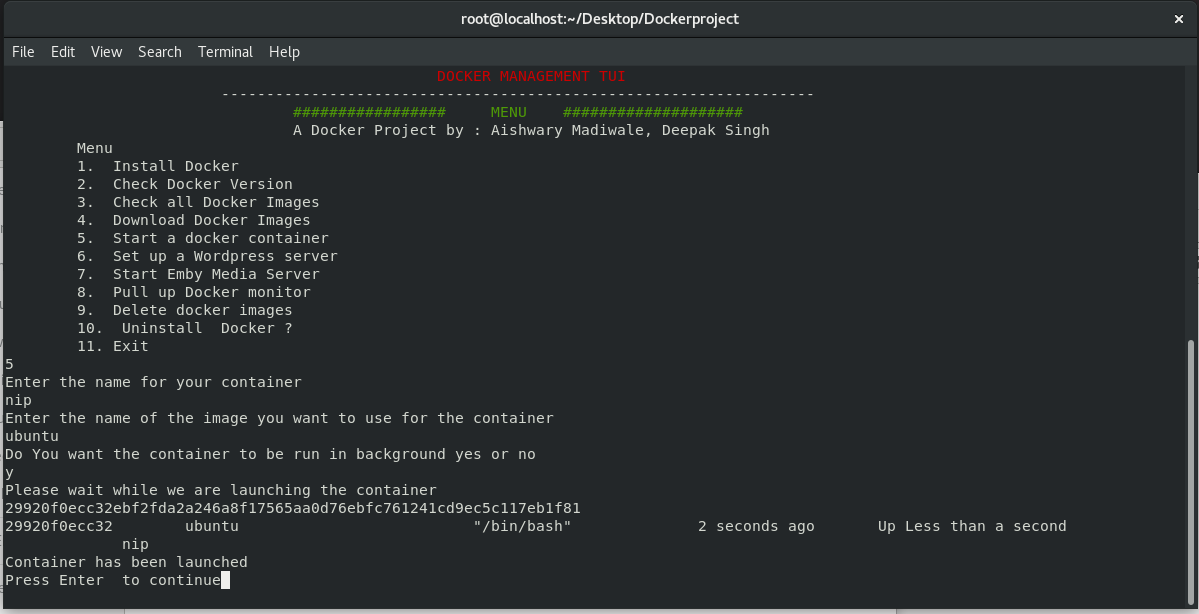 root@localhost:~/Desktop/Dockerproject ×
File Edit View Search Terminal Help
DOCKER MANAGEMENT TUI
------------------------------------------------------------------
################# MENU ####################
A Docker Project by : Aishwary Madiwale, Deepak Singh
Menu
1. Install Docker
2. Check Docker Version
3. Check all Docker Images
4. Download Docker Images
5. Start a docker container
6. Set up a Wordpress server
7. Start Emby Media Server
8. Pull up Docker monitor
9. Delete docker images
10. Uninstall Docker ?
11. Exit
5
Enter the name for your container
nip
Enter the name of the image you want to use for the container
ubuntu
Do You want the container to be run in background yes or no
y
Please wait while we are launching the container
29920f0ecc32ebf2fda2a246a8f17565aa0d76ebfc761241cd9ec5c117eb1f81
29920f0ecc32 ubuntu "/bin/bash" 2 seconds ago Up Less than a second
nip
Container has been launched
Press Enter to continue